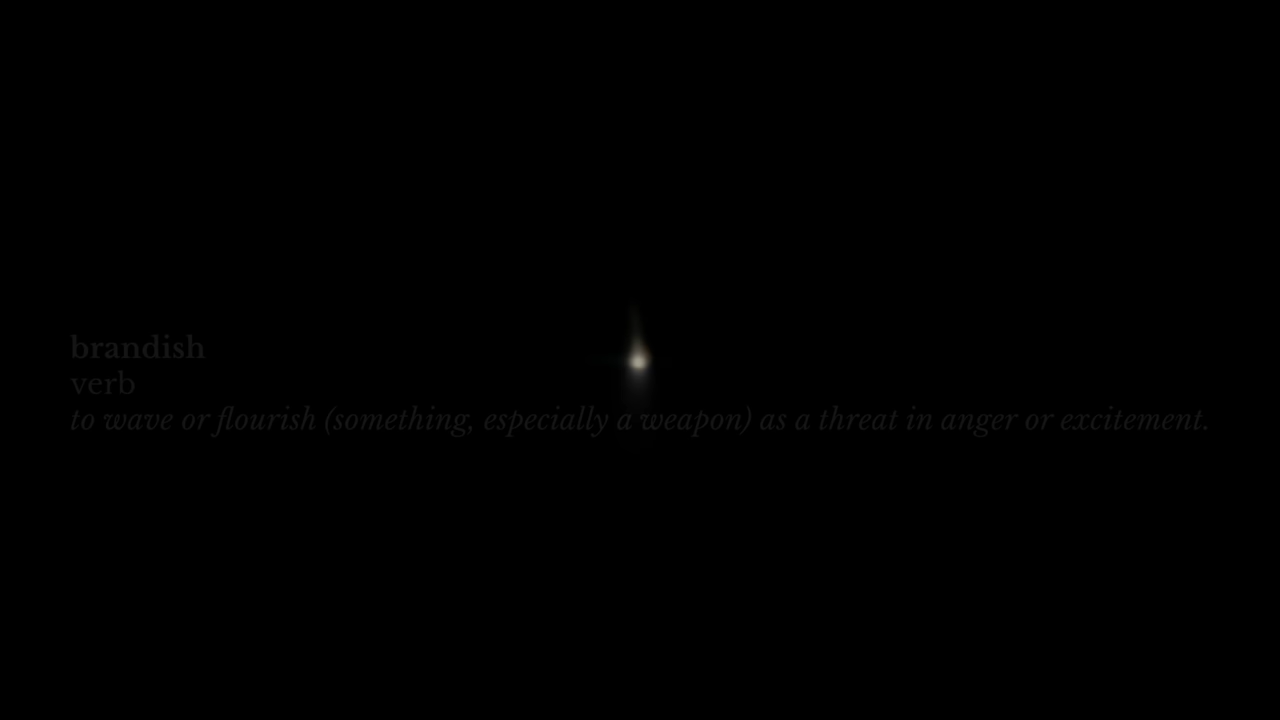 brandish
verb
to wave or flourish (something, especially a weapon) as a threat in anger or excitement.